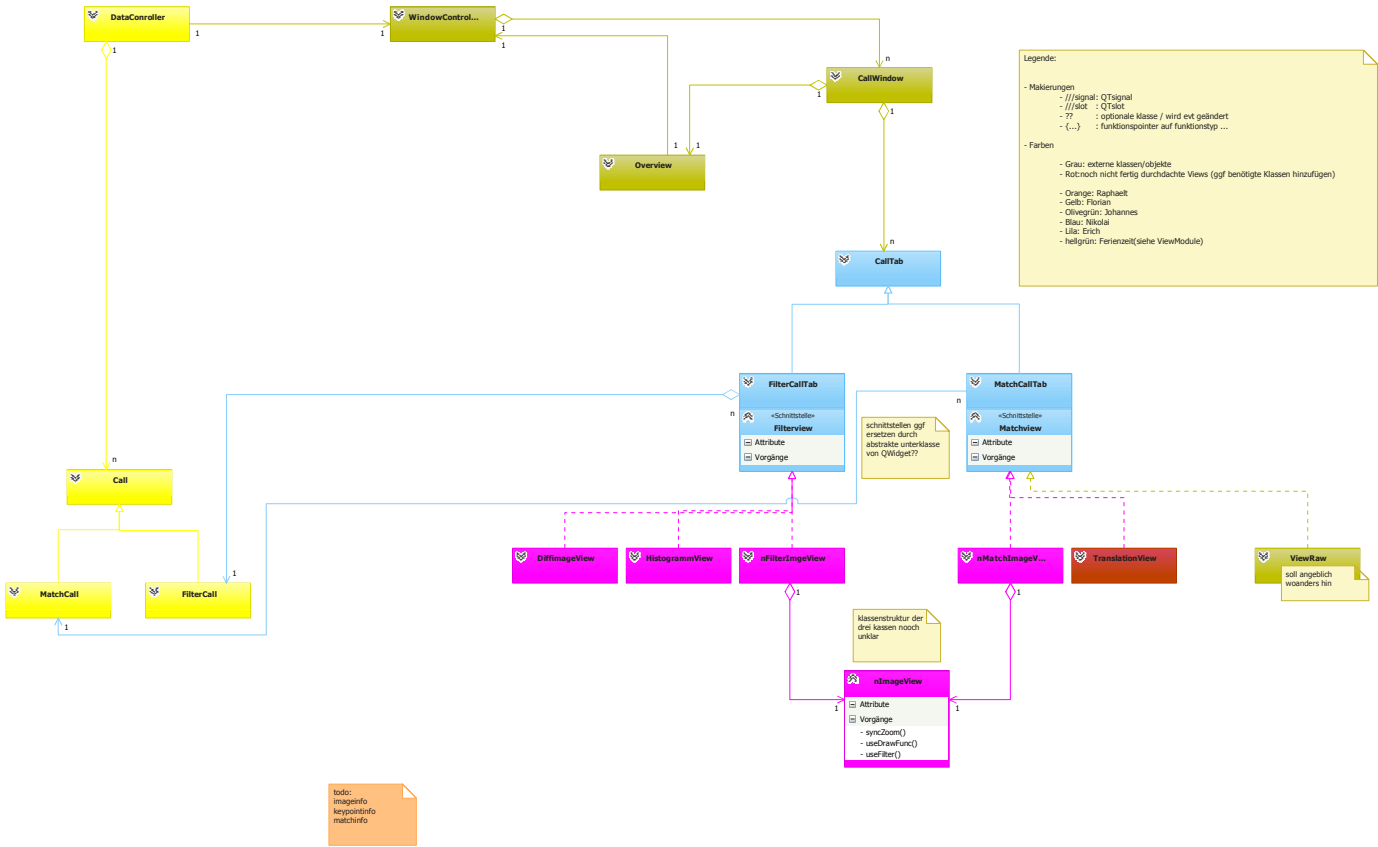 DataConroller
1
1
1
WindowControl...
1
1
n
CallWindow
1
1
1
1
Overview
n
CallTab
Legende:
- Makierungen
- ///signal: QTsignal
- ///slot : QTslot
- ?? : optionale klasse / wird evt geändert
- {...} : funktionspointer auf funktionstyp ...
- Farben
- Grau: externe klassen/objekte
- Rot:noch nicht fertig durchdachte Views (ggf benötigte Klassen hinzufügen)
- Orange: Raphaelt
- Gelb: Florian
- Olivegrün: Johannes
- Blau: Nikolai
- Lila: Erich
- hellgrün: Ferienzeit(siehe ViewModule)
FilterCallTab
n
«Schnittstelle»
Filterview
Attribute
Vorgänge
schnittstellen ggf
ersetzen durch
abstrakte unterklasse
von QWidget??
MatchCallTab
n
«Schnittstelle»
Matchview
Attribute
Vorgänge
n
Call
MatchCall
1
FilterCall
1
DiffimageView
HistogrammView
nFilterImgeView
1
nMatchImageV...
1
TranslationView
ViewRaw
soll angeblich
woanders hin
klassenstruktur der
drei kassen nooch
unklar
nImageView
1
1
Attribute
Vorgänge
- syncZoom()
- useDrawFunc()
- useFilter()
todo:
imageinfo
keypointinfo
matchinfo